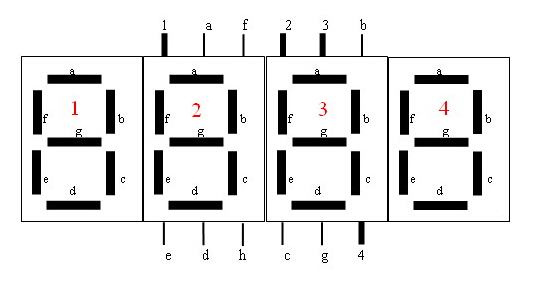 1 a f 2 3 b
a a a a
f 1 b f 2 b f 3 b f 4 b
g g g g
e c e c e c e c
d d d d
e d h c g 4